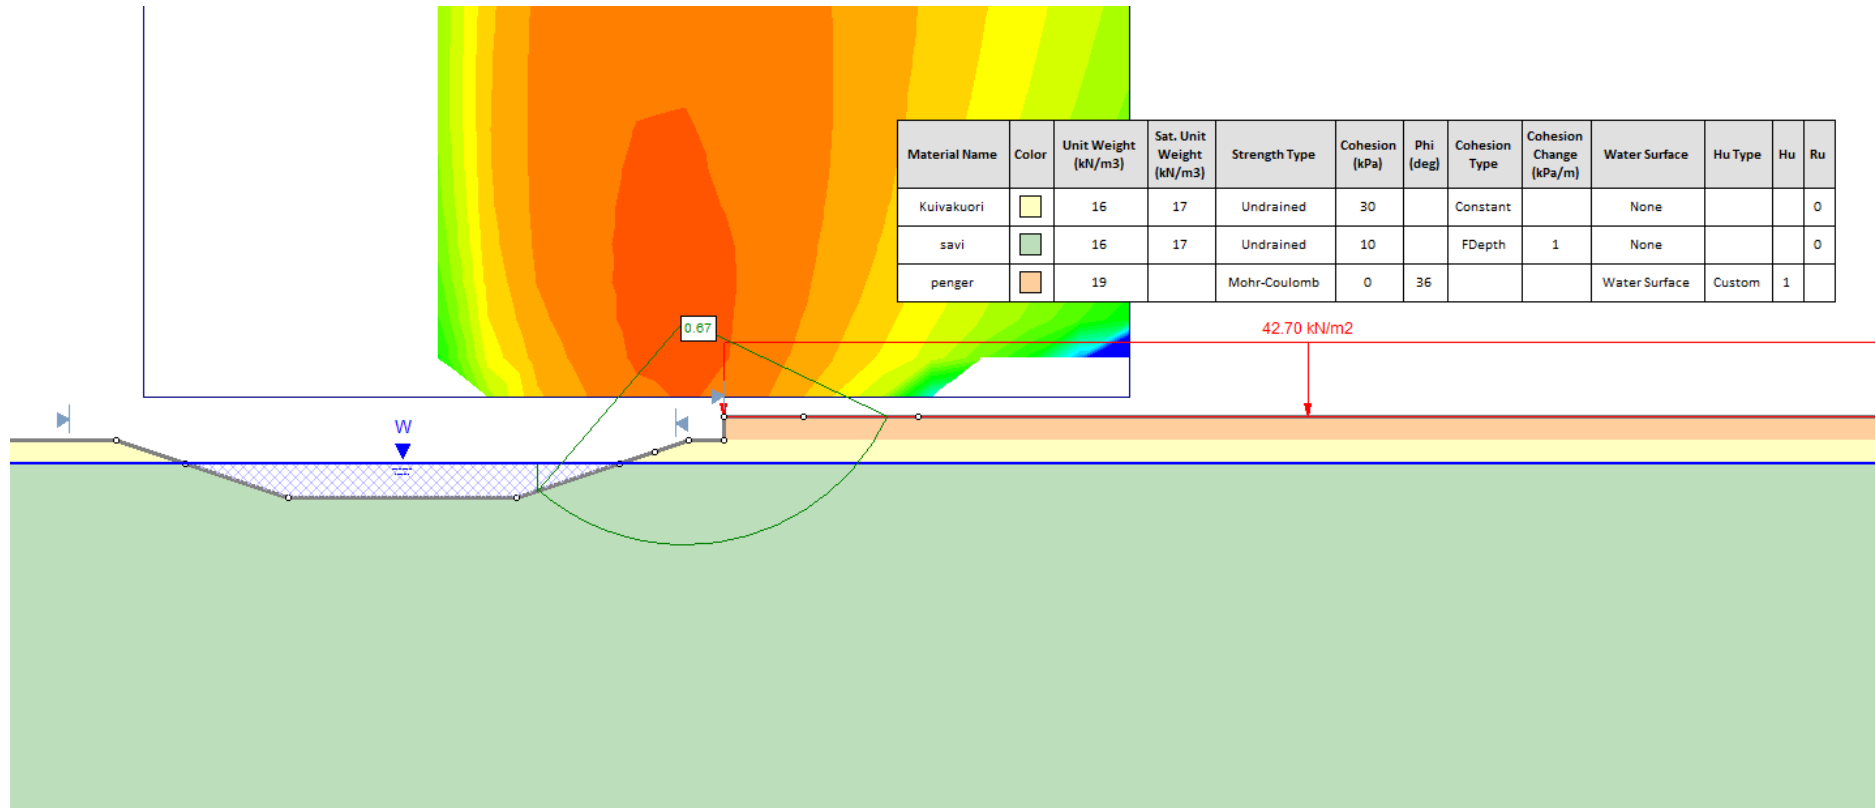 Material Name Color Unit Weight (kN/m3) Sat. Unit Weight (kN/m3) Strength Type Cohesion (kPa) Phi (deg) Cohesion Type Cohesion Change (kPa/m) Water Surface Hu Type Hu Ru
Kuivakuori 16 17 Undrained 30 Constant None 0
savi 16 17 Undrained 10 FDepth 1 None 0
penger 19 Mohr-Coulomb 0 36 Water Surface Custom 1
0.67
42.70 kN/m2
W